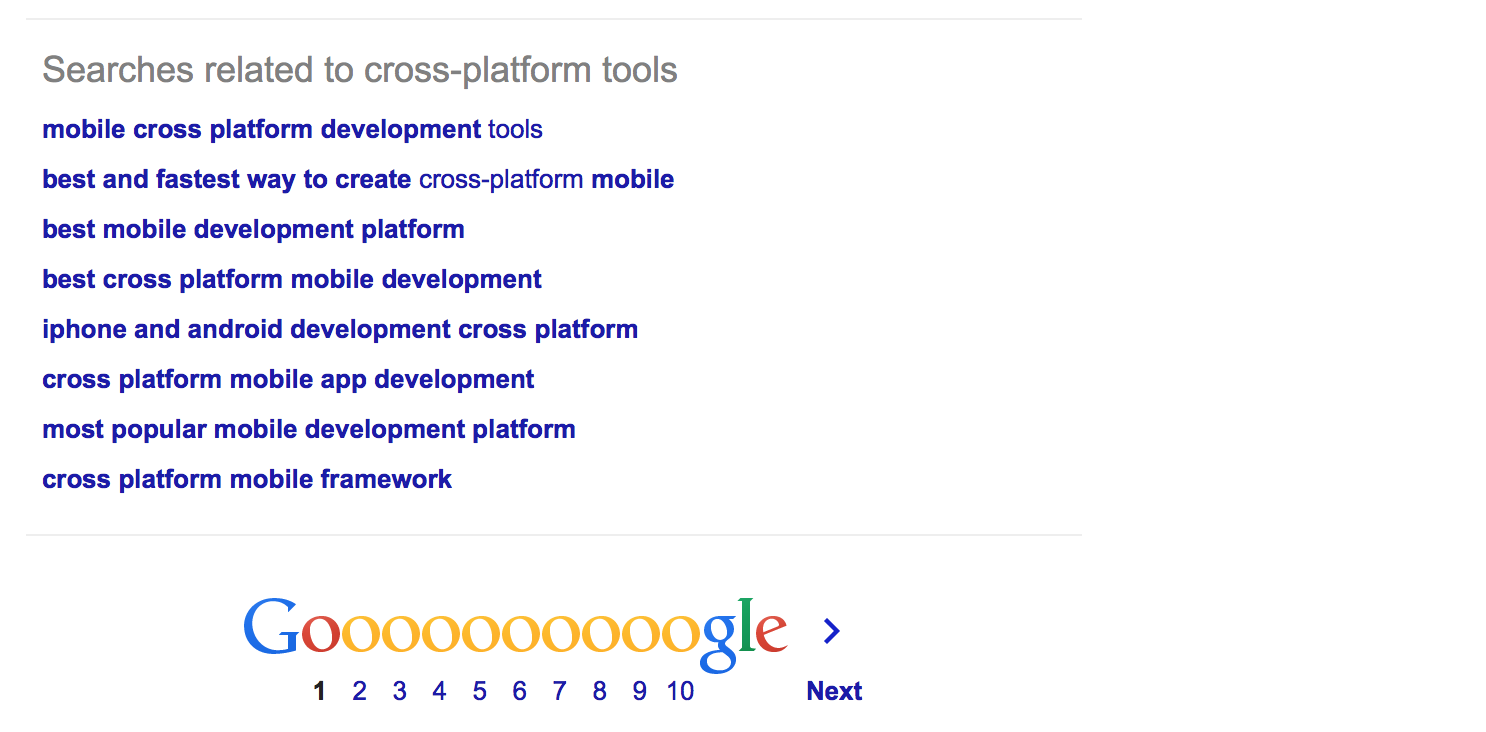 Searches related to cross-platform tools
mobile cross platform development tools
best and fastest way to create cross-platform mobile
best mobile development platform
best cross platform mobile development
iphone and android development cross platform
cross platform mobile app development
most popular mobile development platform
cross platform mobile framework
Goooooooooogle
1 2 3 4 5 6 7 8 9 10 Next